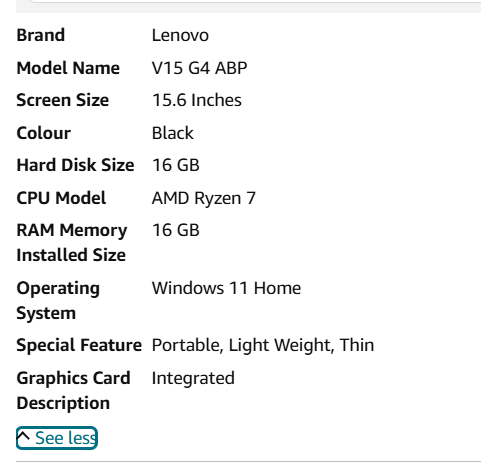 Brand Lenovo
Model Name V15 G4 ABP
Screen Size 15.6 Inches
Colour Black
Hard Disk Size 16 GB
CPU Model AMD Ryzen 7
RAM Memory 16 GB
Installed Size
Operating Windows 11 Home
System
Special Feature Portable, Light Weight, Thin
Graphics Card Integrated
Description
See less